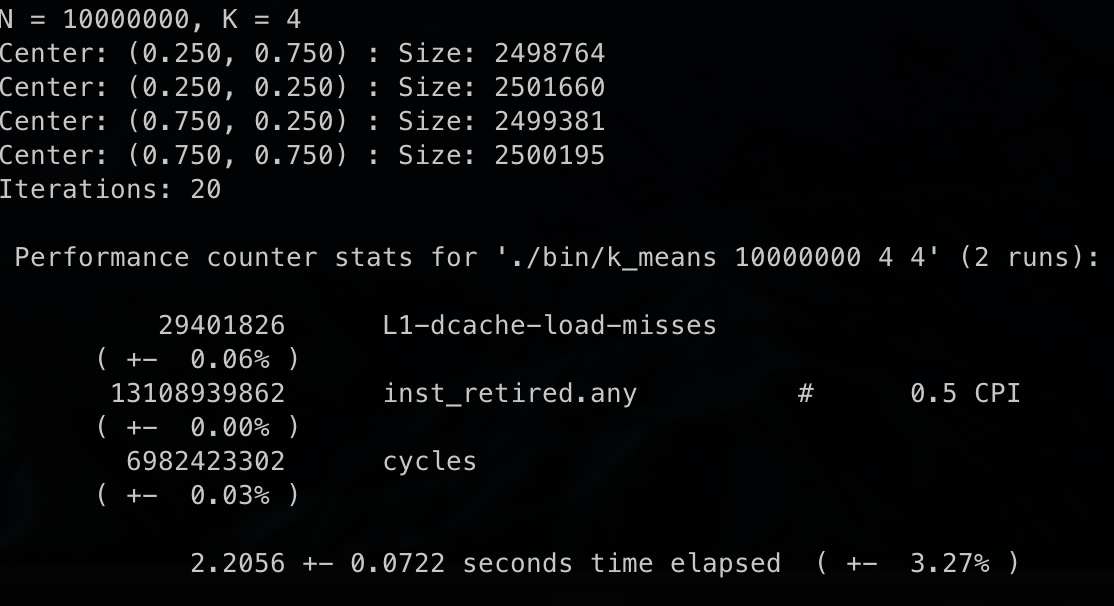 N = 10000000, K = 4
Center: (0.250, 0.750) : Size: 2498764
Center: (0.250, 0.250) : Size: 2501660
Center: (0.750, 0.250) : Size: 2499381
Center: (0.750, 0.750) : Size: 2500195
Iterations: 20
Performance counter stats for './bin/k_means 10000000 4 4' (2 runs):
29401826 L1-dcache-load-misses
( +- 0.06% )
13108939862 inst_retired.any # 0.5 CPI
( +- 0.00% )
6982423302 cycles
( +- 0.03% )
2.2056 +- 0.0722 seconds time elapsed ( +- 3.27% )